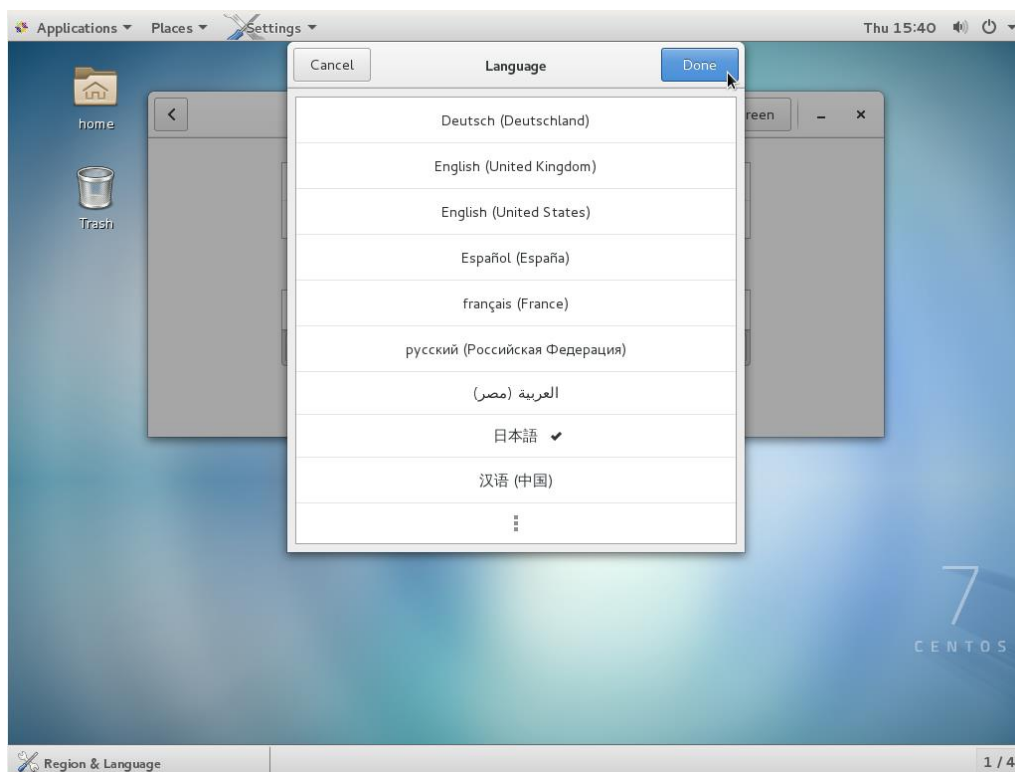 Applications Places Settings Thu 15:40
Cancel Language Done
home
Trash
reen
Deutsch (Deutschland)
English (United Kingdom)
English (United States)
Español (España)
français (France)
русский (Российская Федерация)
العربية (مصر)
日本語
汉语 (中国)
7
CENTOS
Region & Language 1 / 4